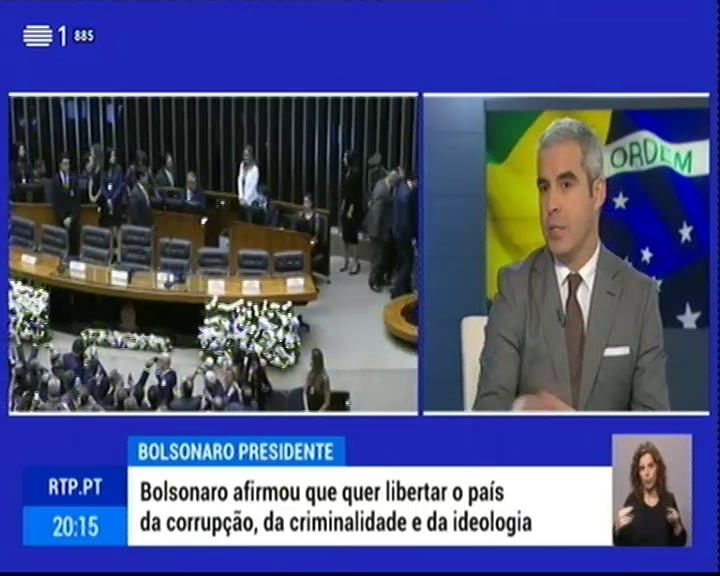 1 885
ORDEM
BOLSONARO PRESIDENTE
RTP.PT
20:15
Bolsonaro afirmou que quer libertar o país
da corrupção, da criminalidade e da ideologia